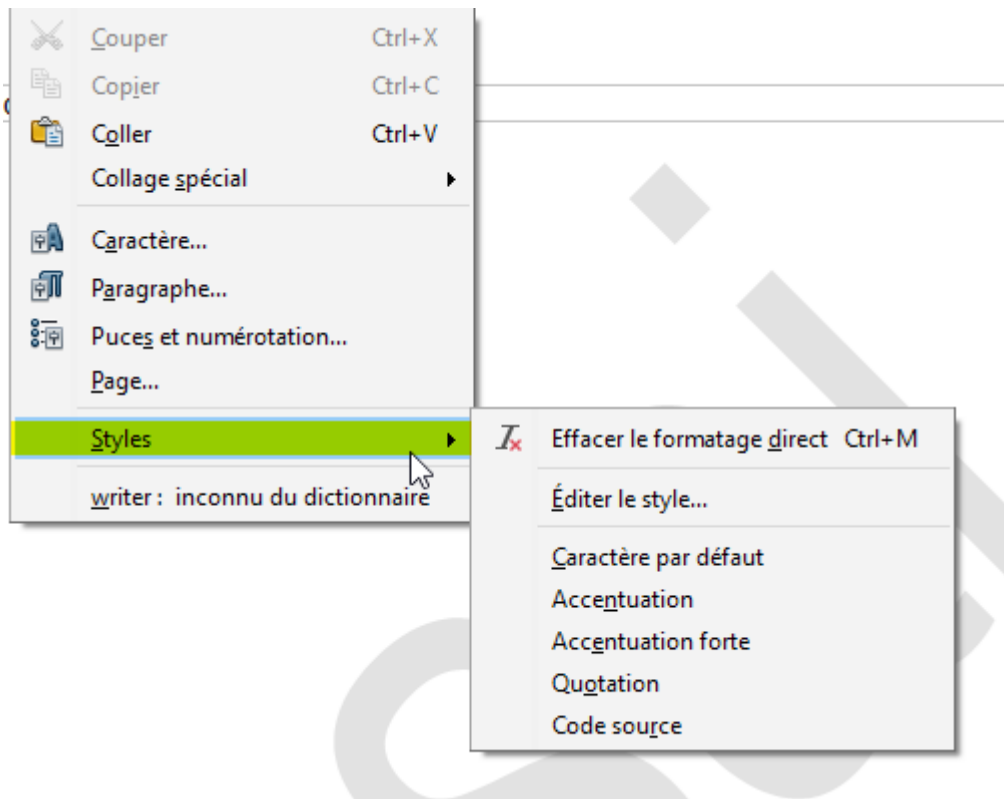 Couper Ctrl+X
Copier Ctrl+C
Coller Ctrl+V
Collage spécial
Caractère...
Paragraphe...
Puces et numérotation...
Page...
Styles
writer : inconnu du dictionnaire
Effacer le formatage direct Ctrl+M
Éditer le style...
Caractère par défaut
Accentuation
Accentuation forte
Quotation
Code source